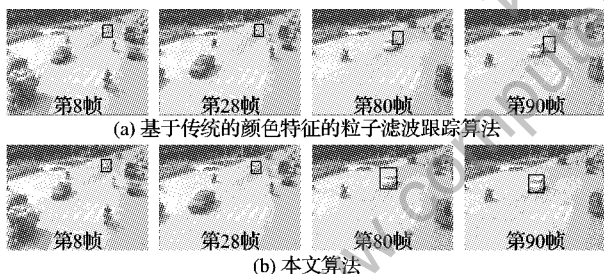 第8帧 第28帧 第80帧 第90帧
(a) 基于传统的颜色特征的粒子滤波跟踪算法
第8帧 第28帧 第80帧 第90帧
(b) 本文算法